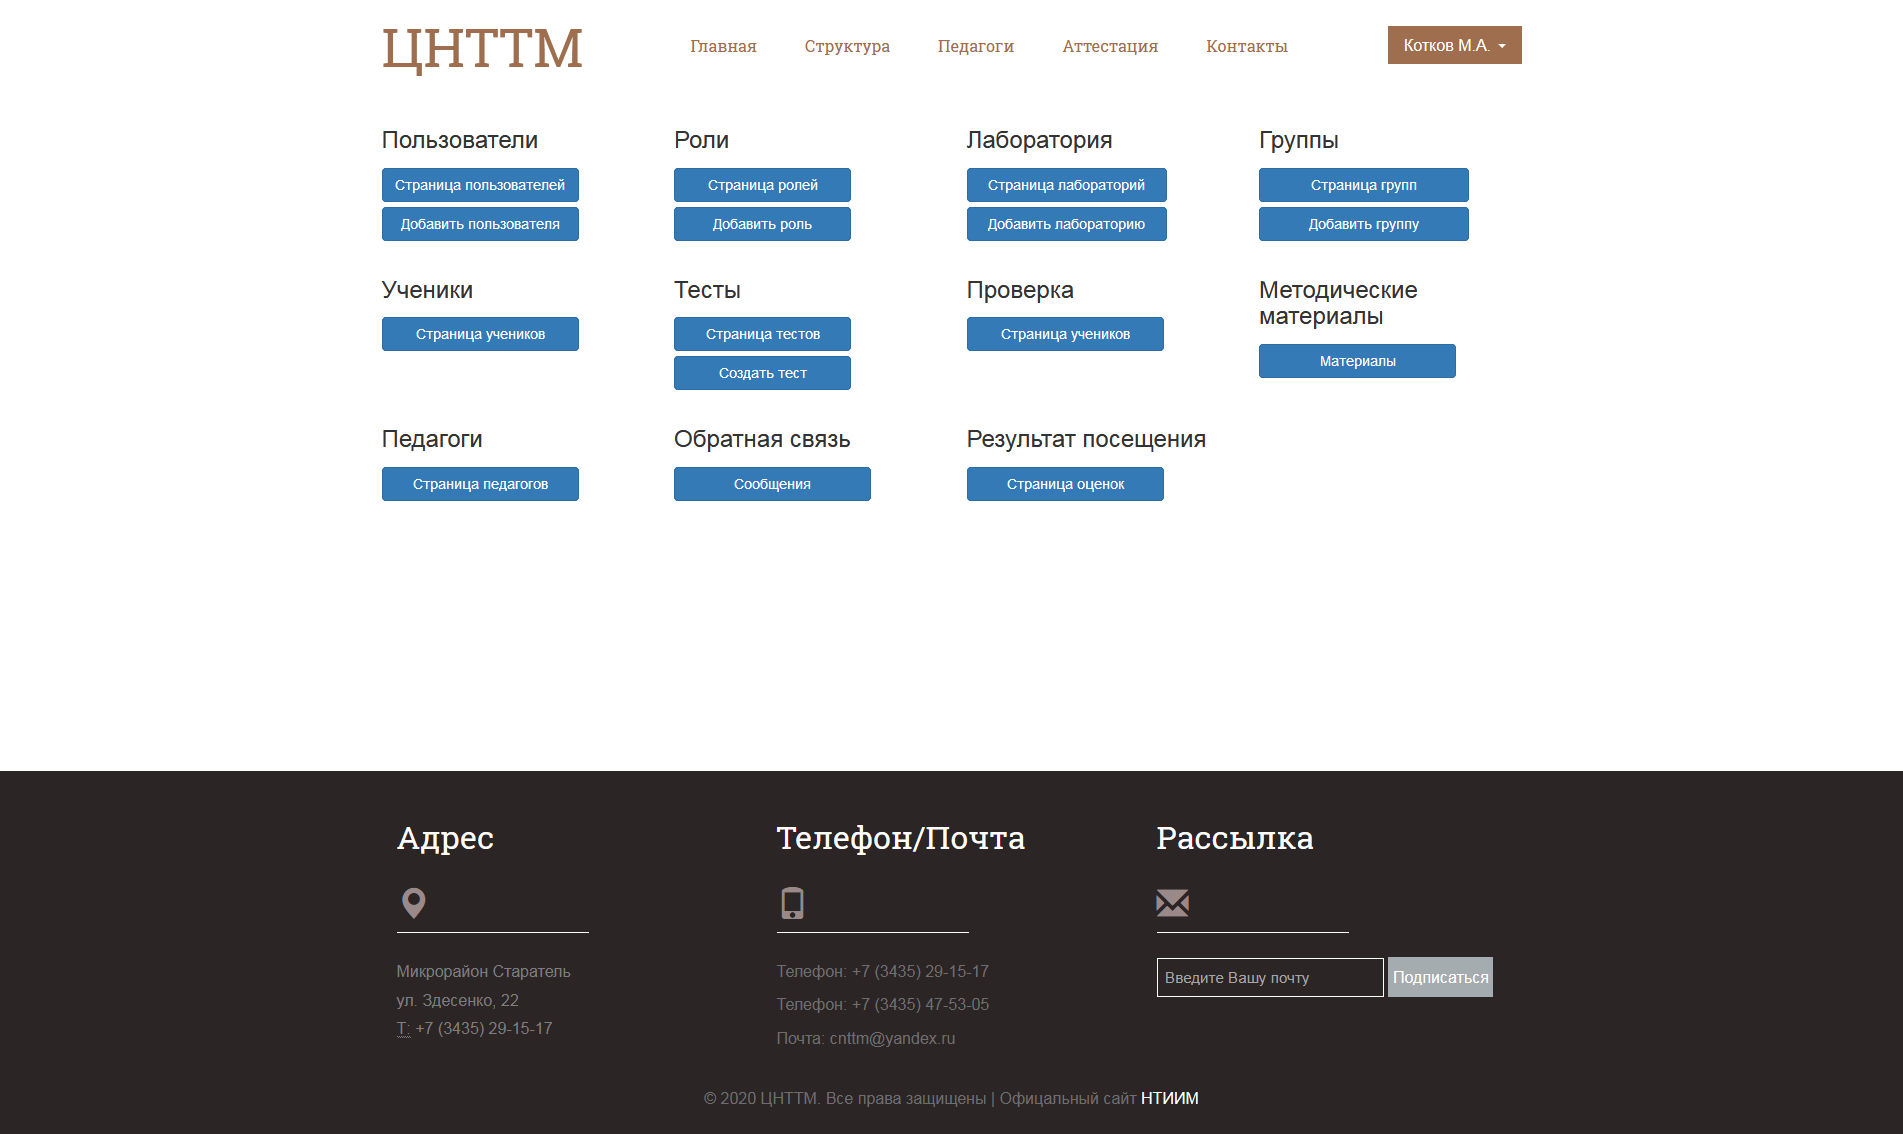 ЦНТТМ
Главная
Структура
Педагоги
Аттестация
Контакты
Котков М.А.
Пользователи
Страница пользователей
Добавить пользователя
Роли
Страница ролей
Добавить роль
Лаборатория
Страница лабораторий
Добавить лабораторию
Группы
Страница групп
Добавить группу
Ученики
Страница учеников
Тесты
Страница тестов
Создать тест
Проверка
Страница учеников
Методические
материалы
Материалы
Педагоги
Страница педагогов
Обратная связь
Сообщения
Результат посещения
Страница оценок
Адрес
Микрорайон Старатель
ул. Здесенко, 22
Т: +7 (3435) 29-15-17
Телефон/Почта
Телефон: +7 (3435) 29-15-17
Телефон: +7 (3435) 47-53-05
Почта: cnttm@yandex.ru
Рассылка
Введите Вашу почту
Подписаться
© 2020 ЦНТТМ. Все права защищены | Офицальный сайт НТИИМ